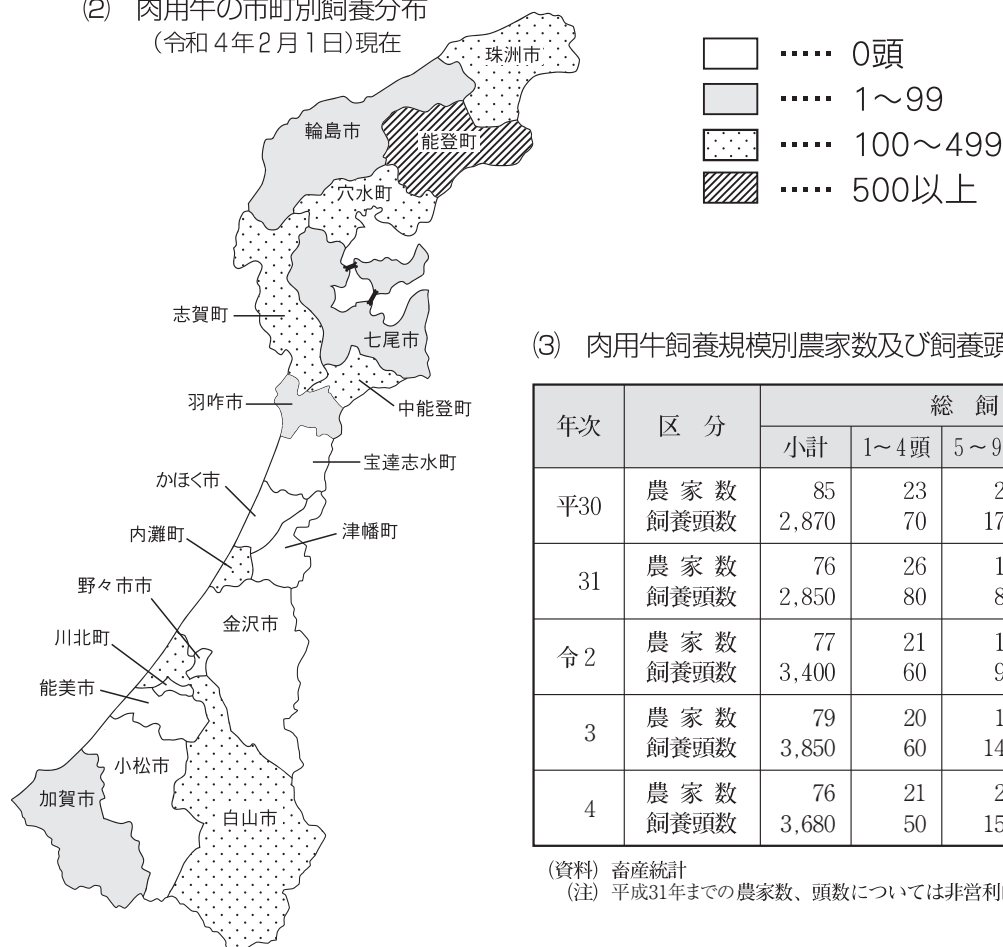 (2) 肉用牛の市町別飼養分布
(令和4年2月1日)現在
0頭
1～99
100～499
500以上
珠洲市
輪島市
能登町
穴水町
志賀町
七尾市
羽咋市
中能登町
宝達志水町
かほく市
内灘町
津幡町
野々市市
金沢市
川北町
能美市
小松市
加賀市
白山市
(3) 肉用牛飼養規模別農家数及び飼養頭
年次 区分 総 飼
小計 1～4頭 5～9
平30 農家数 85 23 2
飼養頭数 2,870 70 17
31 農家数 76 26 1
飼養頭数 2,850 80 8
令2 農家数 77 21 1
飼養頭数 3,400 60 9
3 農家数 79 20 1
飼養頭数 3,850 60 14
4 農家数 76 21 2
飼養頭数 3,680 50 15
(資料) 畜産統計
(注) 平成31年までの農家数、頭数については非営利